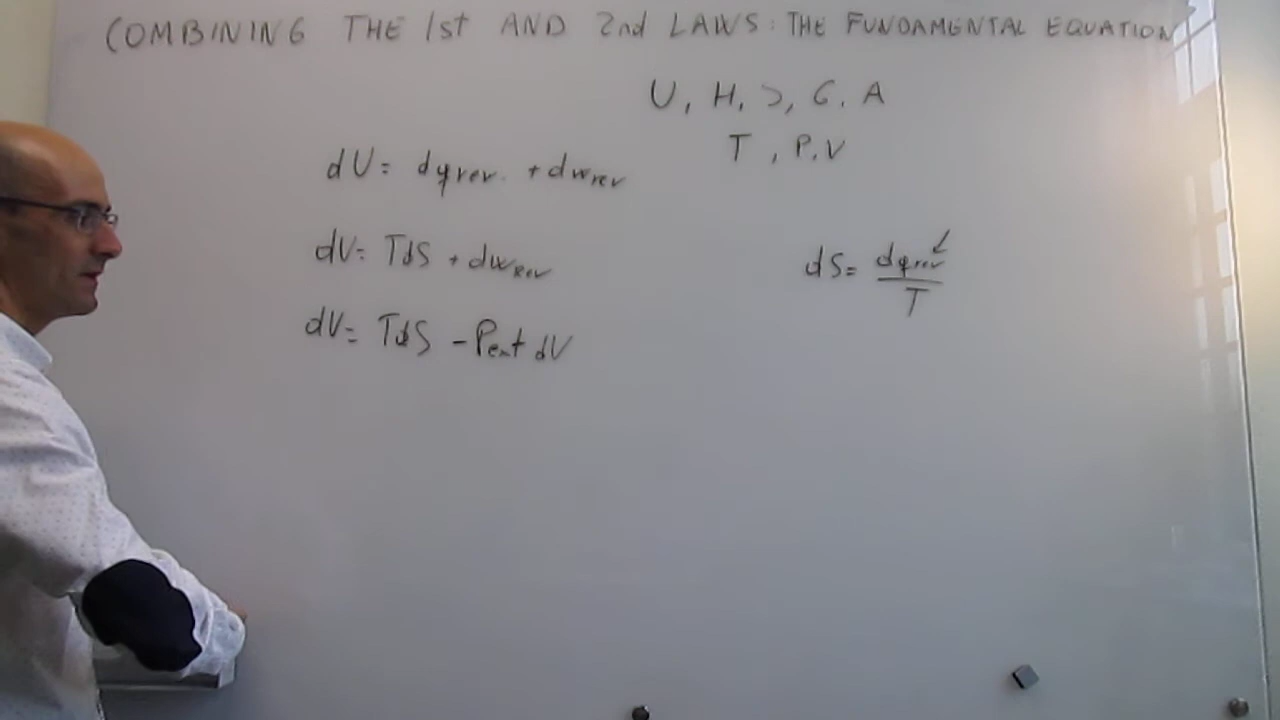 COMBINING THE 1st AND 2nd LAWS: THE FUNDAMENTAL EQUATION
U, H, S, G, A
T, P, V
dU = dqrev. + dwrev
dU = TdS + dwRev
dS = dqrev / T
dU = TdS - Pext dV